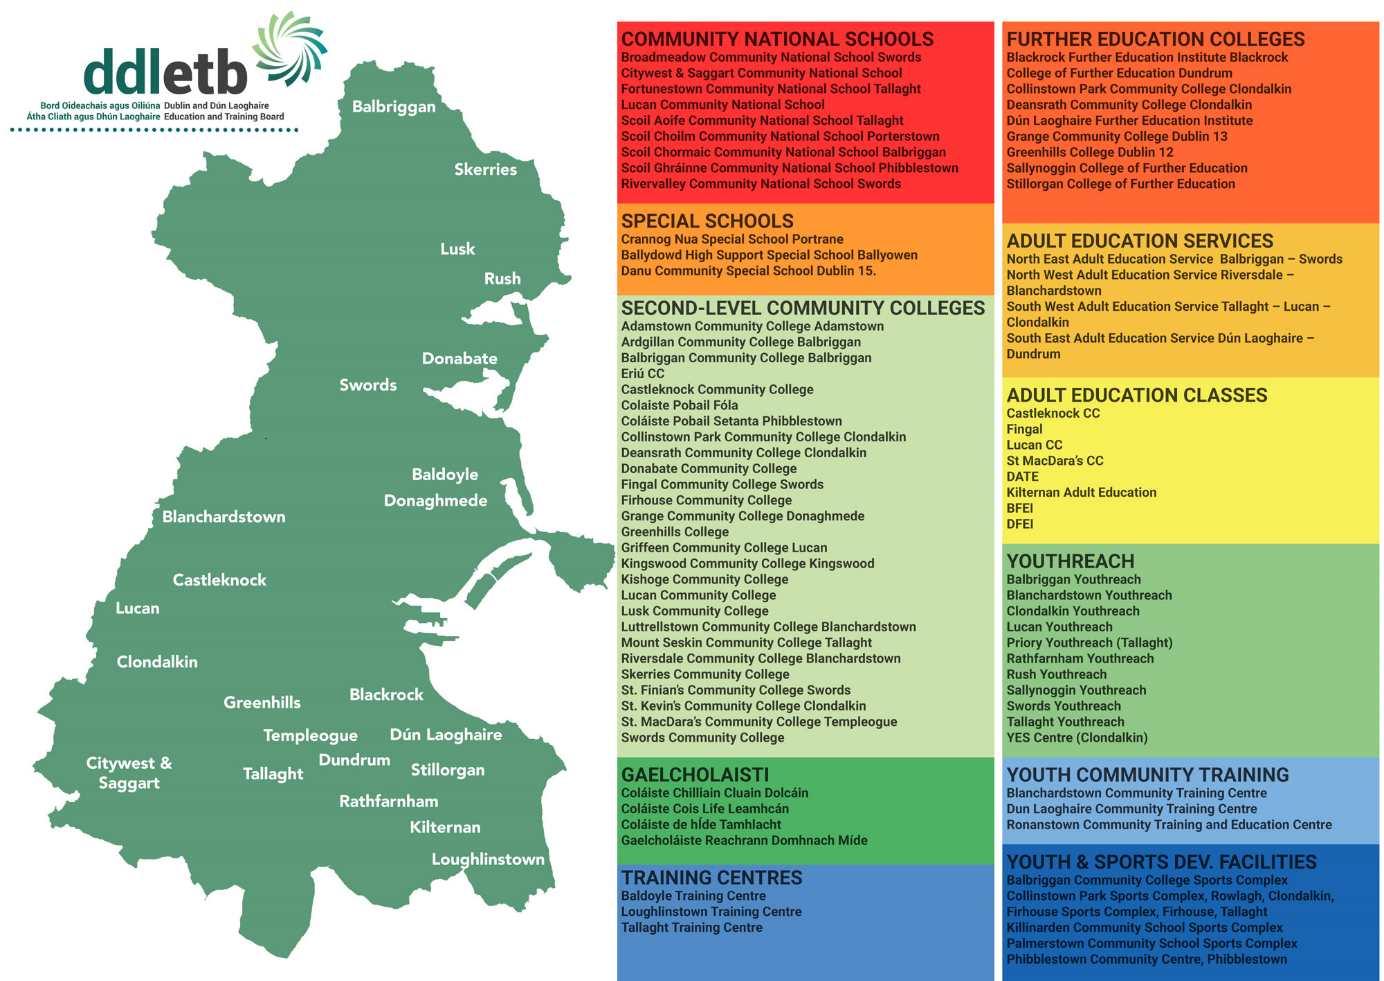 ddletb
Bord Oideachais agus Oiliúna Dublin and Dún Laoghaire
Átha Cliath agus Dhún Laoghaire Education and Training Board
Balbriggan
Skerries
Lusk
Rush
Donabate
Swords
Baldoyle
Donaghmede
Blanchardstown
Castleknock
Lucan
Clondalkin
Greenhills
Blackrock
Templeogue
Dún Laoghaire
Citywest &
Saggart
Tallaght
Dundrum
Stillorgan
Rathfarnham
Kilternan
Loughlinstown
COMMUNITY NATIONAL SCHOOLS
Broadmeadow Community National School Swords
Citywest & Saggart Community National School
Fortunestown Community National School Tallaght
Lucan Community National School
Scoil Aoife Community National School Tallaght
Scoil Choilm Community National School Porterstown
Scoil Chormaic Community National School Balbriggan
Scoil Ghráinne Community National School Phibblestown
Rivervalley Community National School Swords
SPECIAL SCHOOLS
Crannog Nua Special School Portrane
Ballydowd High Support Special School Ballyowen
Danu Community Special School Dublin 15.
SECOND-LEVEL COMMUNITY COLLEGES
Adamstown Community College Adamstown
Ardgillan Community College Balbriggan
Balbriggan Community College Balbriggan
Eriú CC
Castleknock Community College
Colaiste Pobail Fóla
Coláiste Pobail Setanta Phibblestown
Collinstown Park Community College Clondalkin
Deansrath Community College Clondalkin
Donabate Community College
Fingal Community College Swords
Firhouse Community College
Grange Community College Donaghmede
Greenhills College
Griffeen Community College Lucan
Kingswood Community College Kingswood
Kishoge Community College
Lucan Community College
Lusk Community College
Luttrellstown Community College Blanchardstown
Mount Seskin Community College Tallaght
Riversdale Community College Blanchardstown
Skerries Community College
St. Finian's Community College Swords
St. Kevin's Community College Clondalkin
St. MacDara's Community College Templeogue
Swords Community College
GAELCHOLAISTI
Coláiste Chilliain Cluain Dolcáin
Coláiste Cois Life Leamhcán
Coláiste de hÍde Tamhlacht
Gaelcholáiste Reachrann Domhnach Míde
TRAINING CENTRES
Baldoyle Training Centre
Loughlinstown Training Centre
Tallaght Training Centre
FURTHER EDUCATION COLLEGES
Blackrock Further Education Institute Blackrock
College of Further Education Dundrum
Collinstown Park Community College Clondalkin
Deansrath Community College Clondalkin
Dún Laoghaire Further Education Institute
Grange Community College Dublin 13
Greenhills College Dublin 12
Sallynoggin College of Further Education
Stillorgan College of Further Education
ADULT EDUCATION SERVICES
North East Adult Education Service Balbriggan – Swords
North West Adult Education Service Riversdale –
Blanchardstown
South West Adult Education Service Tallaght – Lucan –
Clondalkin
South East Adult Education Service Dún Laoghaire –
Dundrum
ADULT EDUCATION CLASSES
Castleknock CC
Fingal
Lucan CC
St MacDara's CC
DATE
Kilternan Adult Education
BFEI
DFEI
YOUTHREACH
Balbriggan Youthreach
Blanchardstown Youthreach
Clondalkin Youthreach
Lucan Youthreach
Priory Youthreach (Tallaght)
Rathfarnham Youthreach
Rush Youthreach
Sallynoggin Youthreach
Swords Youthreach
Tallaght Youthreach
YES Centre (Clondalkin)
YOUTH COMMUNITY TRAINING
Blanchardstown Community Training Centre
Dun Laoghaire Community Training Centre
Ronanstown Community Training and Education Centre
YOUTH & SPORTS DEV. FACILITIES
Balbriggan Community College Sports Complex
Collinstown Park Sports Complex, Rowlagh, Clondalkin,
Firhouse Sports Complex, Firhouse, Tallaght
Killinarden Community School Sports Complex
Palmerstown Community School Sports Complex
Phibblestown Community Centre, Phibblestown